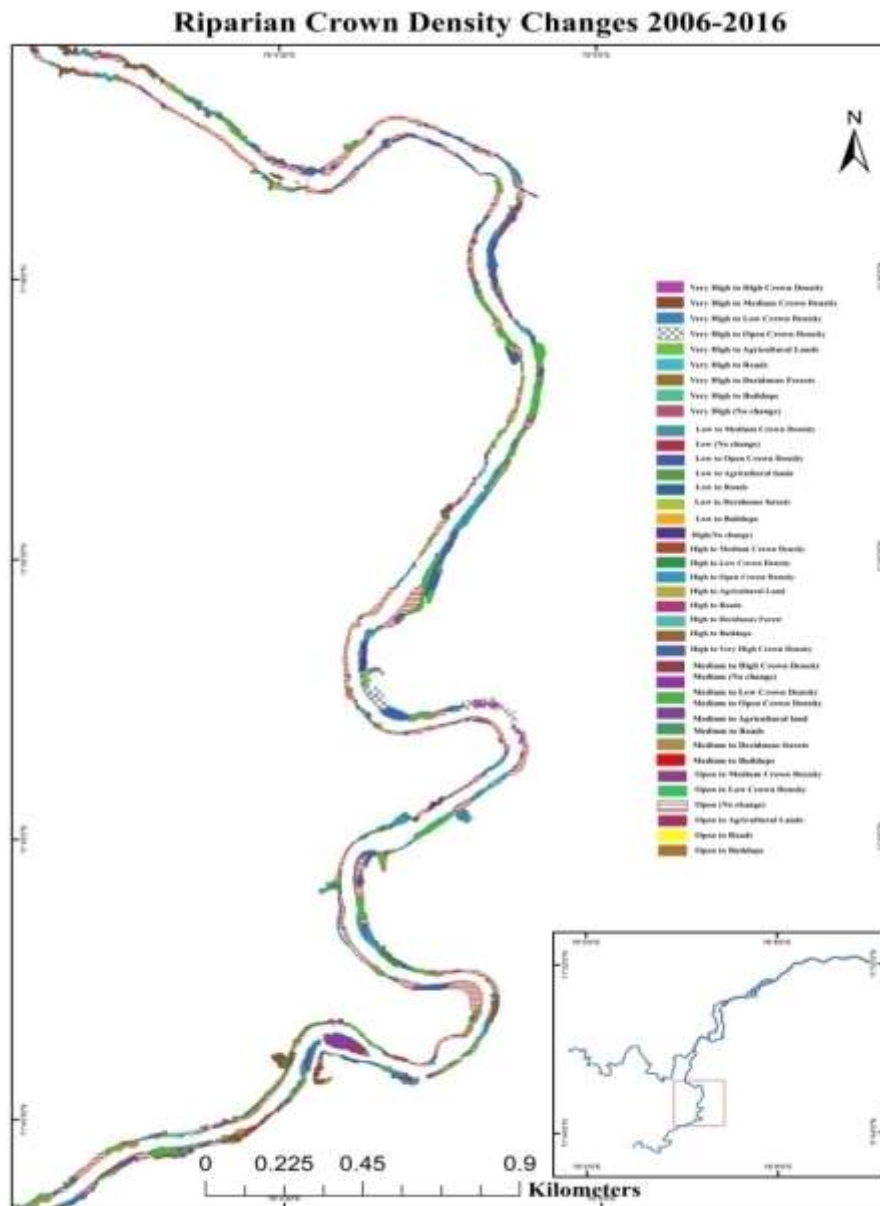 Riparian Crown Density Changes 2006-2016
N
Very High to High Crown Density
Very High to Medium Crown Density
Very High to Low Crown Density
Very High to Open Crown Density
Very High to Agricultural Lands
Very High to Roads
Very High to Deciduous Forests
Very High to Buildups
Very High (No change)
Low to Medium Crown Density
Low (No change)
Low to Open Crown Density
Low to Agricultural lands
Low to Roads
Low to Deciduous forests
Low to Buildups
High(No change)
High to Medium Crown Density
High to Low Crown Density
High to Open Crown Density
High to Agricultural Land
High to Roads
High to Deciduous Forest
High to Buildups
High to Very High Crown Density
Medium to High Crown Density
Medium (No change)
Medium to Low Crown Density
Medium to Open Crown Density
Medium to Agricultural land
Medium to Roads
Medium to Deciduous forests
Medium to Buildups
Open to Medium Crown Density
Open to Low Crown Density
Open (No change)
Open to Agricultural Lands
Open to Roads
Open to Buildups
0 0.225 0.45 0.9
Kilometers